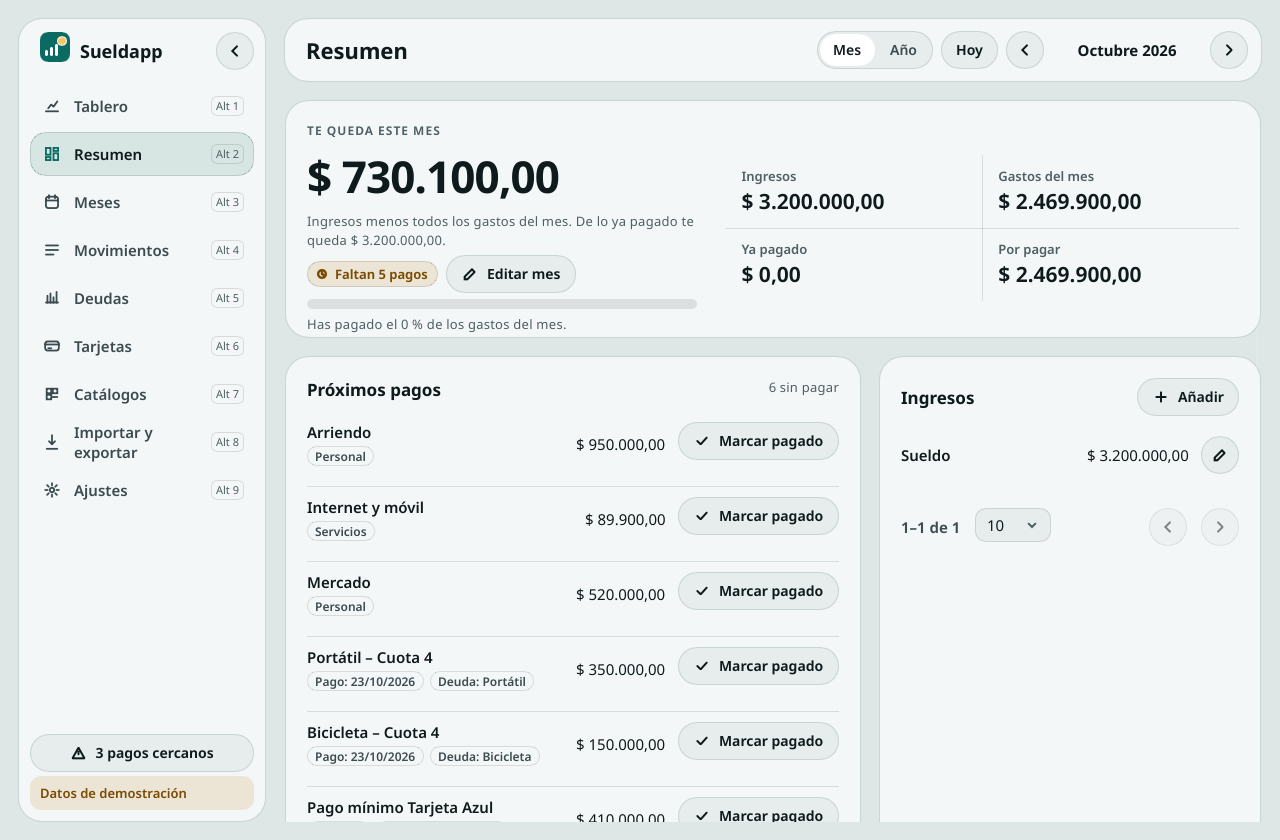 Sueldapp
Tablero
Alt 1
Resumen
Alt 2
Meses
Alt 3
Movimientos
Alt 4
Deudas
Alt 5
Tarjetas
Alt 6
Catálogos
Alt 7
Importar y
exportar
Alt 8
Ajustes
Alt 9
3 pagos cercanos
Datos de demostración
Resumen
Mes
Año
Hoy
Octubre 2026
TE QUEDA ESTE MES
$ 730.100,00
Ingresos menos todos los gastos del mes. De lo ya pagado te
queda $ 3.200.000,00.
Faltan 5 pagos
Editar mes
Has pagado el 0 % de los gastos del mes.
Ingresos
$ 3.200.000,00
Gastos del mes
$ 2.469.900,00
Ya pagado
$ 0,00
Por pagar
$ 2.469.900,00
Próximos pagos
6 sin pagar
Arriendo
Personal
$ 950.000,00
Marcar pagado
Internet y móvil
Servicios
$ 89.900,00
Marcar pagado
Mercado
Personal
$ 520.000,00
Marcar pagado
Portátil – Cuota 4
Pago: 23/10/2026
Deuda: Portátil
$ 350.000,00
Marcar pagado
Bicicleta – Cuota 4
Pago: 23/10/2026
Deuda: Bicicleta
$ 150.000,00
Marcar pagado
Pago mínimo Tarjeta Azul
$ 410.000,00
Marcar pagado
Ingresos
Añadir
Sueldo
$ 3.200.000,00
1–1 de 1
10